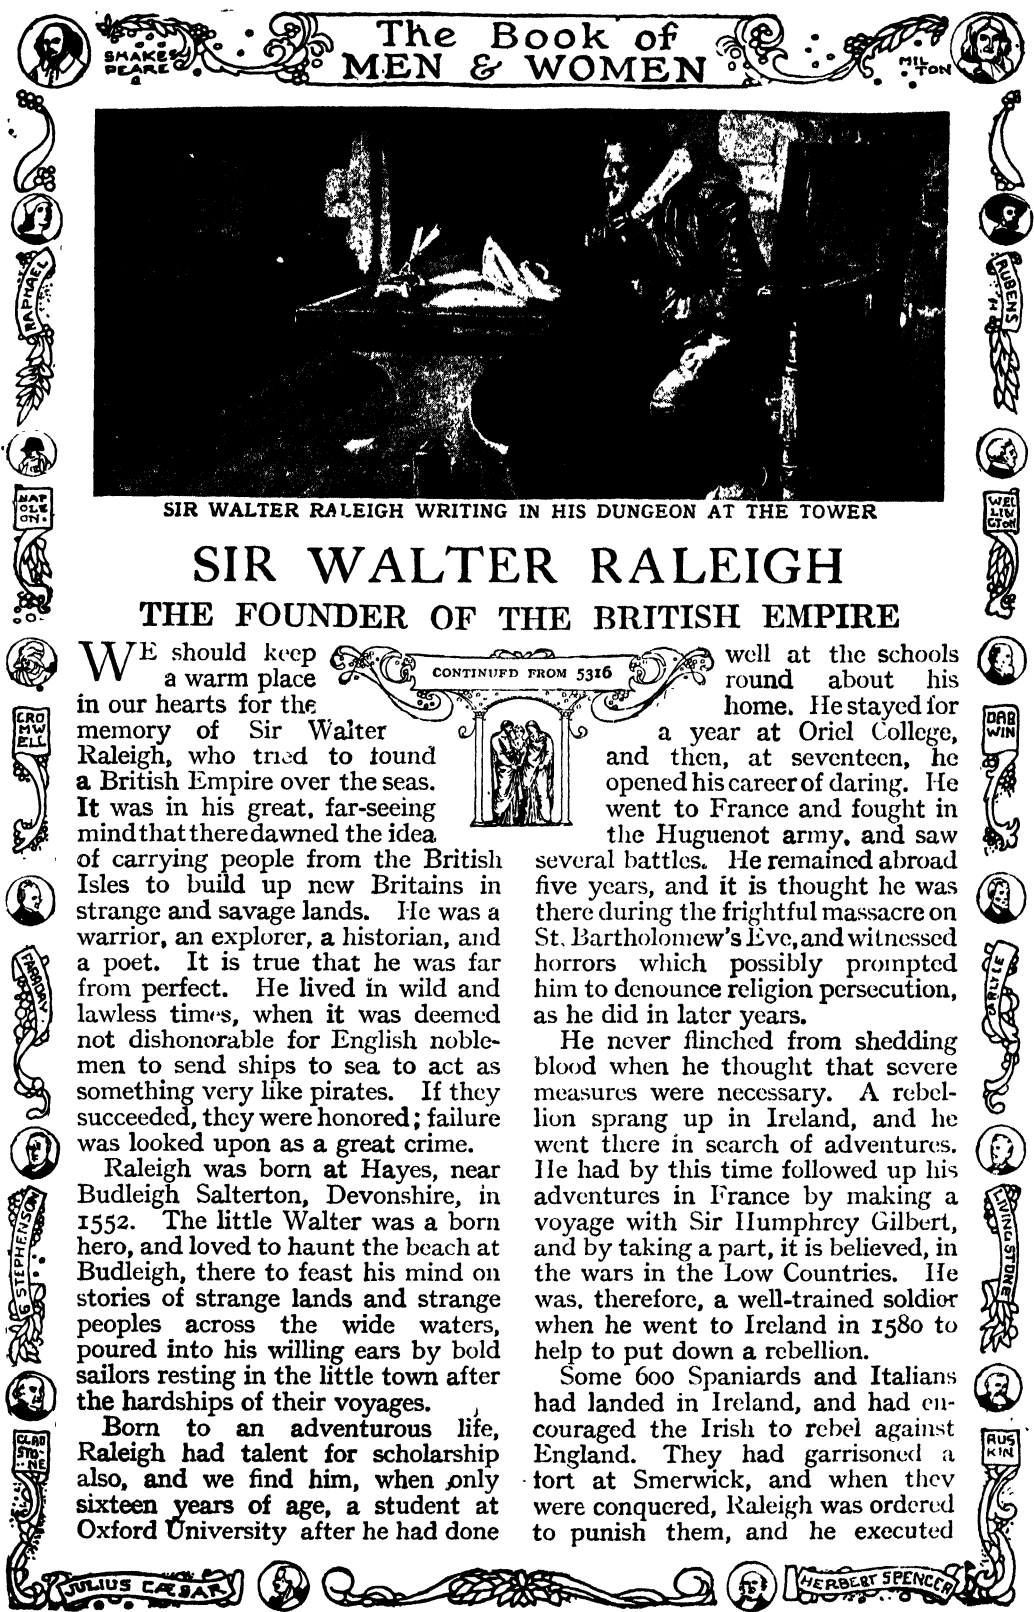 The Book of
MEN & WOMEN
SHAKES
PEARE
&
MIL
TON
RAPHAEL
RUBENS
NAP
OLE
ON
WEL
LIN
GTON
CRO
MW
ELL
DAR
WIN
FARADAY
CARLYLE
G STEPHENSON
LIVINGSTONE
GLAD
STO
NE
RUS
KIN
JULIUS CÆSAR
HERBERT SPENCER
SIR WALTER RALEIGH WRITING IN HIS DUNGEON AT THE TOWER
SIR WALTER RALEIGH
THE FOUNDER OF THE BRITISH EMPIRE
CONTINUED FROM 5316
WE should keep
a warm place
in our hearts for the
memory of Sir Walter
Raleigh, who tried to found
a British Empire over the seas.
It was in his great, far-seeing
mind that there dawned the idea
of carrying people from the British
Isles to build up new Britains in
strange and savage lands. He was a
warrior, an explorer, a historian, and
a poet. It is true that he was far
from perfect. He lived in wild and
lawless times, when it was deemed
not dishonorable for English noble-
men to send ships to sea to act as
something very like pirates. If they
succeeded, they were honored; failure
was looked upon as a great crime.
Raleigh was born at Hayes, near
Budleigh Salterton, Devonshire, in
1552. The little Walter was a born
hero, and loved to haunt the beach at
Budleigh, there to feast his mind on
stories of strange lands and strange
peoples across the wide waters,
poured into his willing ears by bold
sailors resting in the little town after
the hardships of their voyages.
Born to an adventurous life,
Raleigh had talent for scholarship
also, and we find him, when only
sixteen years of age, a student at
Oxford University after he had done
well at the schools
round about his
home. He stayed for
a year at Oriel College,
and then, at seventeen, he
opened his career of daring. He
went to France and fought in
the Huguenot army, and saw
several battles. He remained abroad
five years, and it is thought he was
there during the frightful massacre on
St. Bartholomew's Eve, and witnessed
horrors which possibly prompted
him to denounce religion persecution,
as he did in later years.
He never flinched from shedding
blood when he thought that severe
measures were necessary. A rebel-
lion sprang up in Ireland, and he
went there in search of adventures.
He had by this time followed up his
adventures in France by making a
voyage with Sir Humphrey Gilbert,
and by taking a part, it is believed, in
the wars in the Low Countries. He
was, therefore, a well-trained soldier
when he went to Ireland in 1580 to
help to put down a rebellion.
Some 600 Spaniards and Italians
had landed in Ireland, and had en-
couraged the Irish to rebel against
England. They had garrisoned a
fort at Smerwick, and when they
were conquered, Raleigh was ordered
to punish them, and he executed